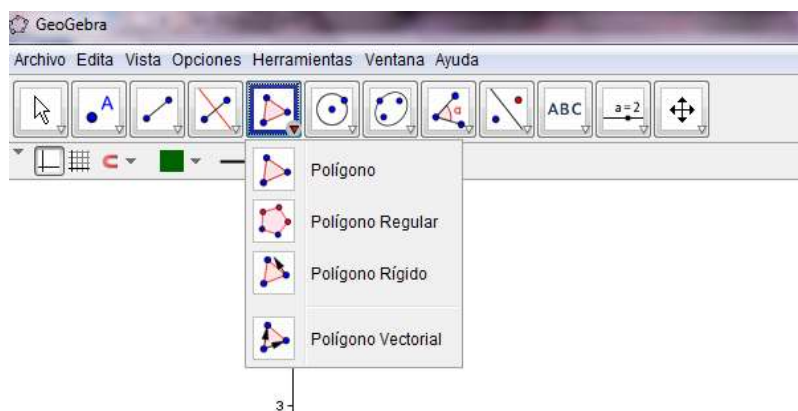 GeoGebra
Archivo Edita Vista Opciones Herramientas Ventana Ayuda
A α ABC a=2
Polígono
Polígono Regular
Polígono Rígido
Polígono Vectorial
3